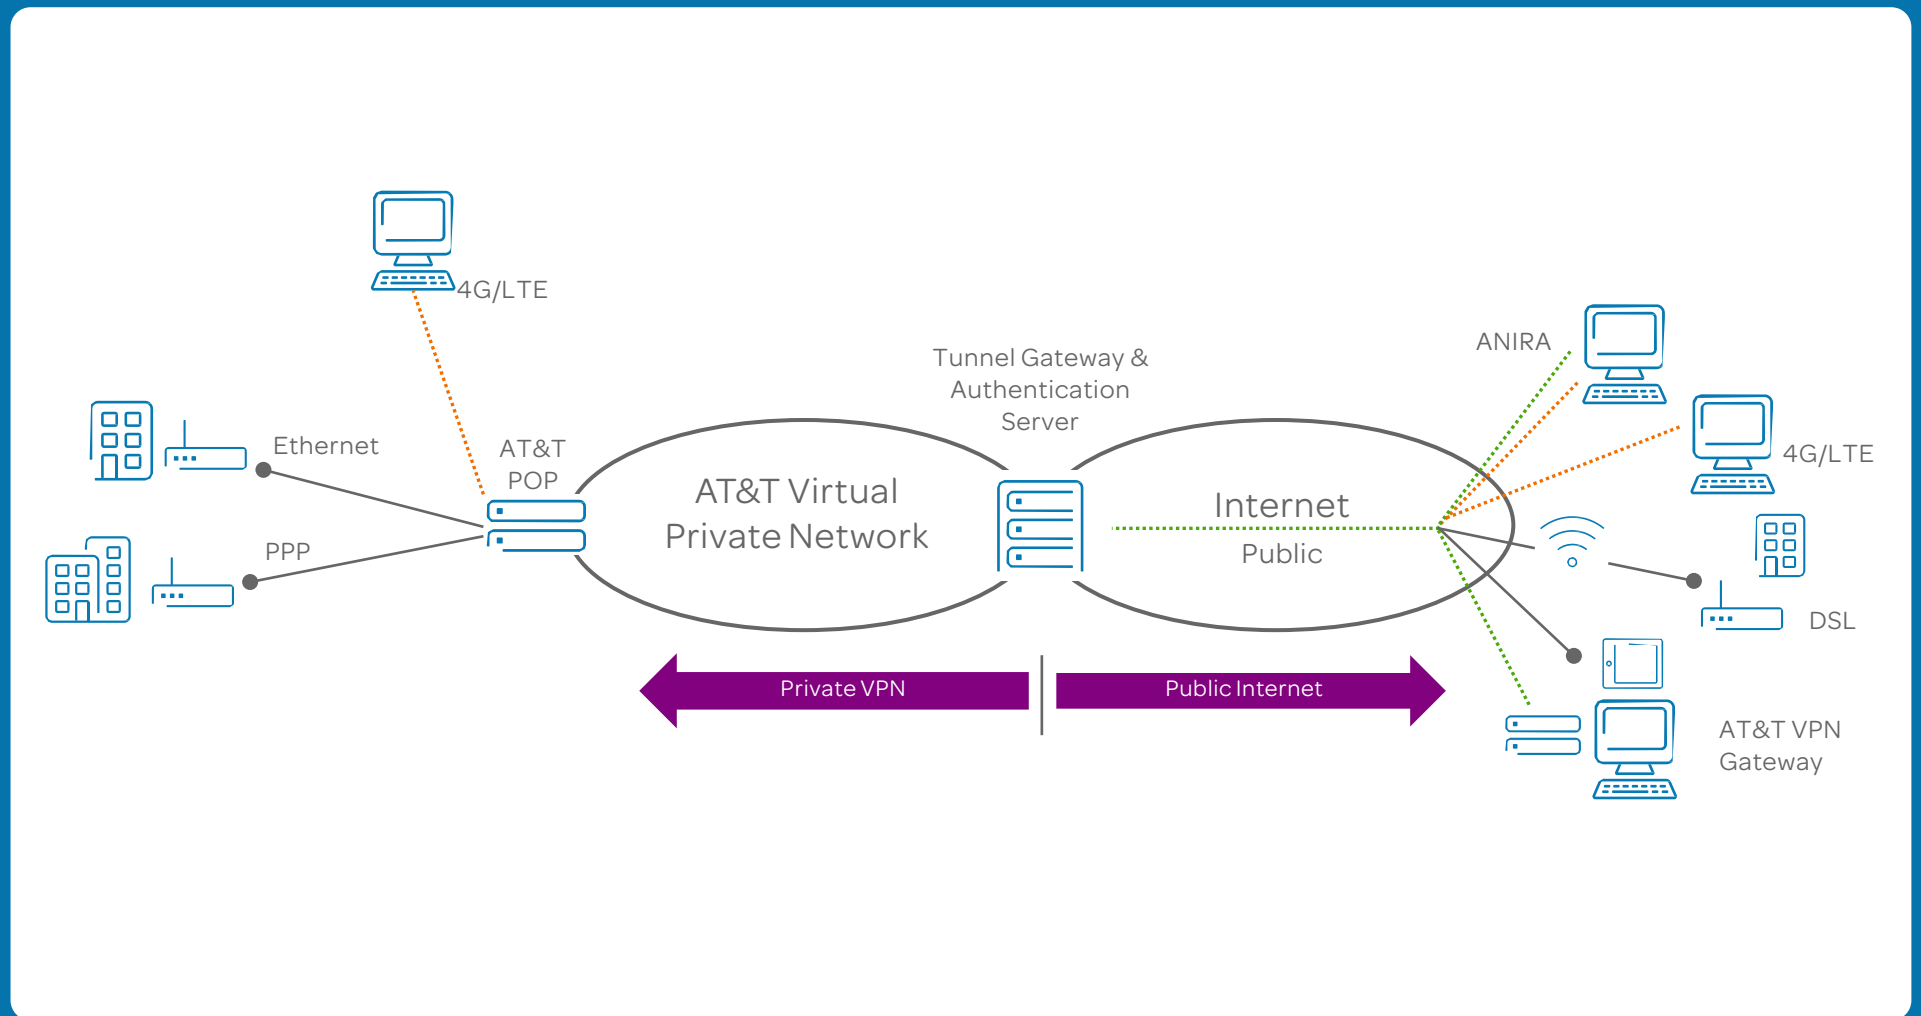 4G/LTE
Ethernet
PPP
AT&T
POP
AT&T Virtual
Private Network
Tunnel Gateway &
Authentication
Server
Internet
Public
ANIRA
4G/LTE
DSL
AT&T VPN
Gateway
Private VPN
Public Internet